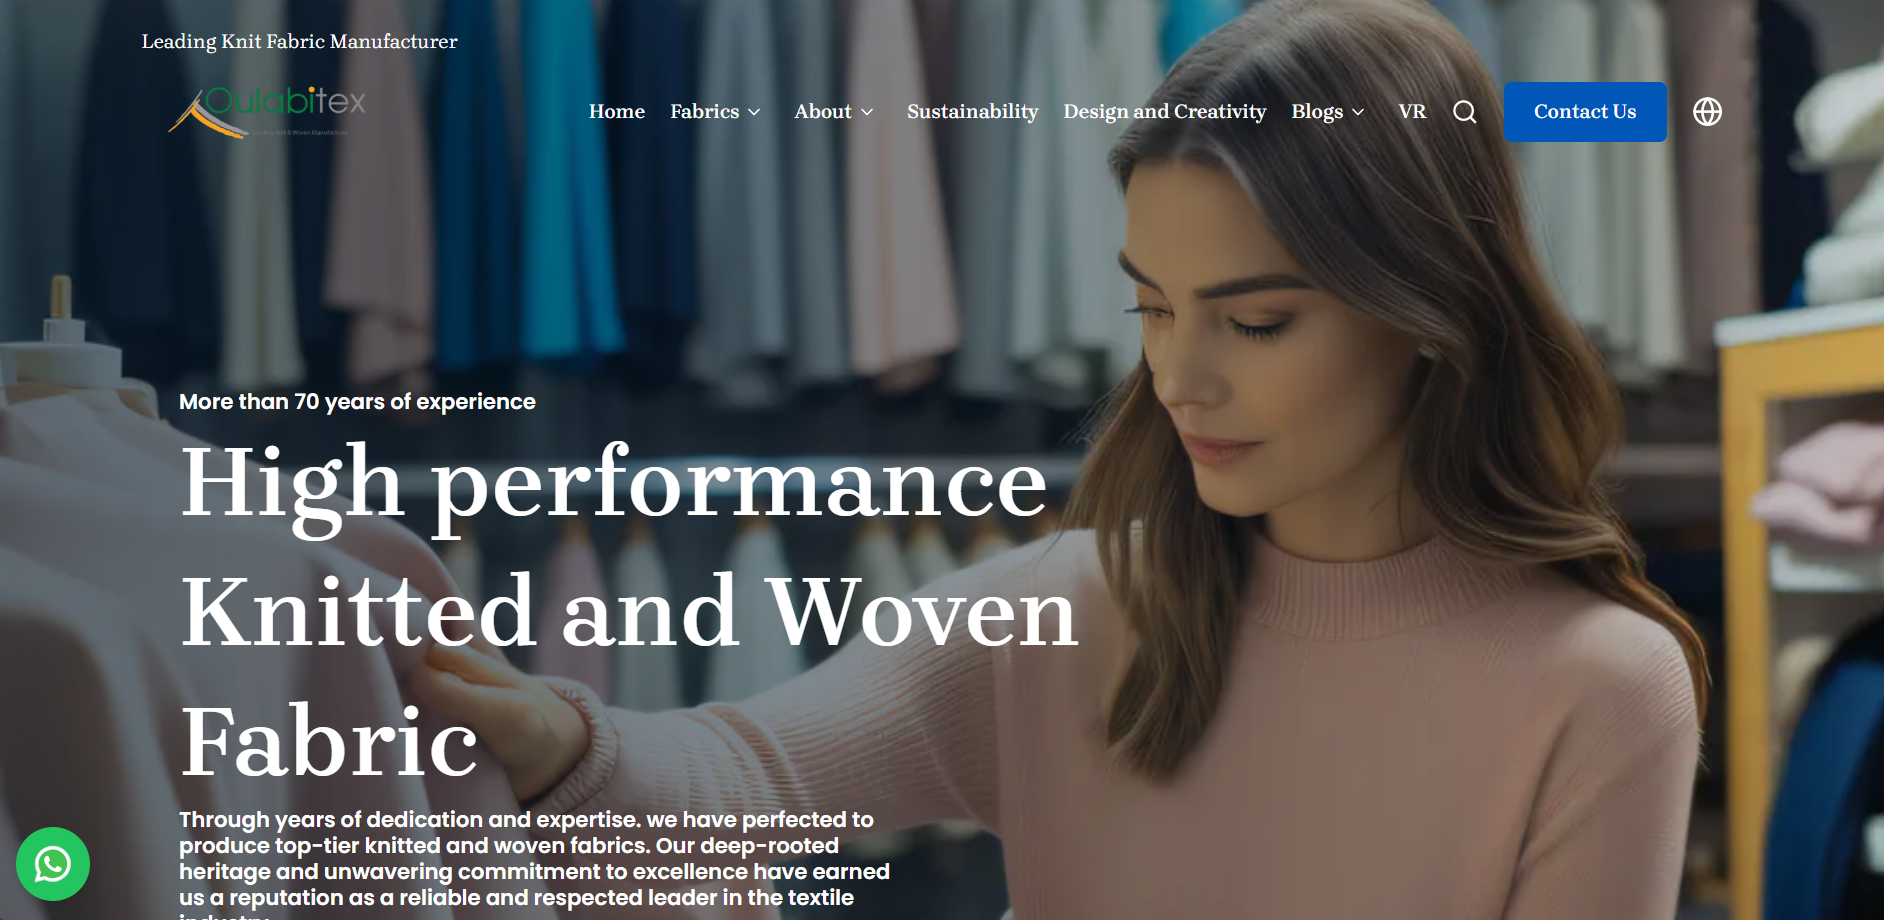 Leading Knit Fabric Manufacturer
Oulabitex
Home Fabrics About Sustainability Design and Creativity Blogs VR Contact Us
More than 70 years of experience
High performance
Knitted and Woven
Fabric
Through years of dedication and expertise. we have perfected to
produce top-tier knitted and woven fabrics. Our deep-rooted
heritage and unwavering commitment to excellence have earned
us a reputation as a reliable and respected leader in the textile